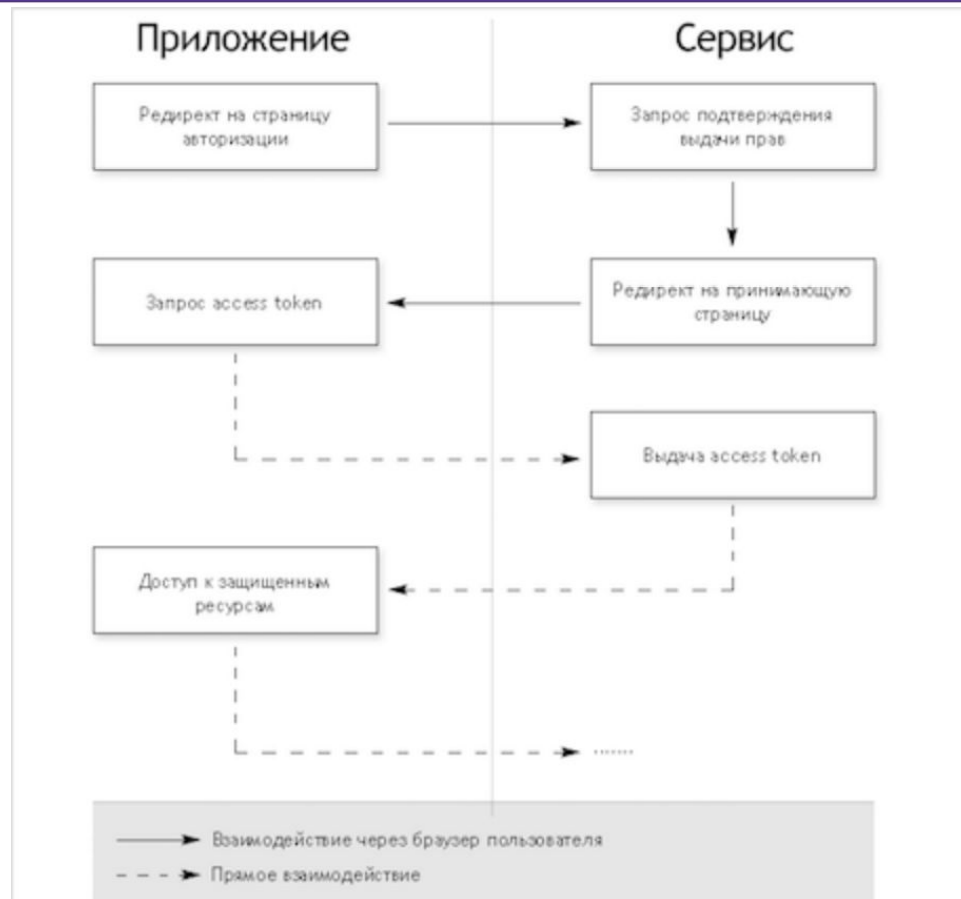 Приложение
Сервис
Редирект на страницу
авторизации
Запрос подтверждения
выдачи прав
Запрос access token
Редирект на принимающую
страницу
Выдача access token
Доступ к защищенным
ресурсам
.......
Взаимодействие через браузер пользователя
Прямое взаимодействие